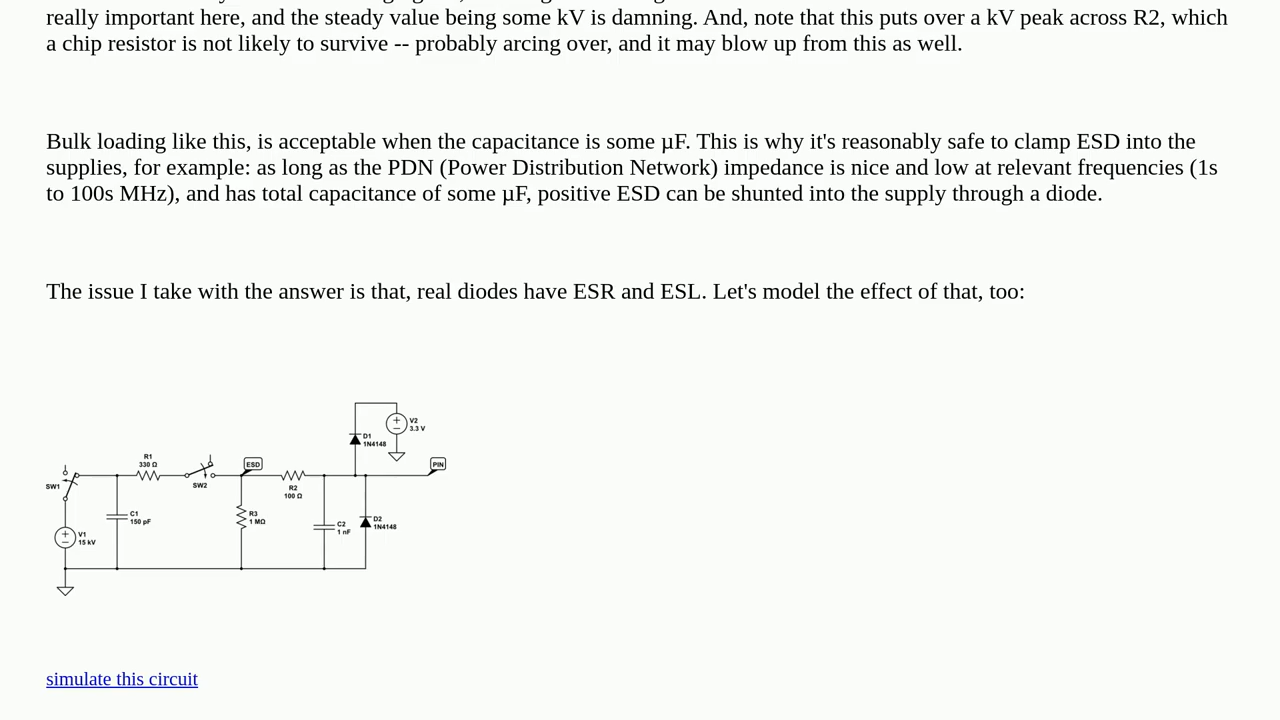 really important here, and the steady value being some kV is damning. And, note that this puts over a kV peak across R2, which
a chip resistor is not likely to survive -- probably arcing over, and it may blow up from this as well.
Bulk loading like this, is acceptable when the capacitance is some µF. This is why it's reasonably safe to clamp ESD into the
supplies, for example: as long as the PDN (Power Distribution Network) impedance is nice and low at relevant frequencies (1s
to 100s MHz), and has total capacitance of some µF, positive ESD can be shunted into the supply through a diode.
The issue I take with the answer is that, real diodes have ESR and ESL. Let's model the effect of that, too:
V2
3.3 V
D1
1N4148
R1
330 Ω
ESD
PIN
SW1
SW2
R2
100 Ω
C1
150 pF
R3
1 MΩ
C2
1 nF
D2
1N4148
V1
15 kV
simulate this circuit